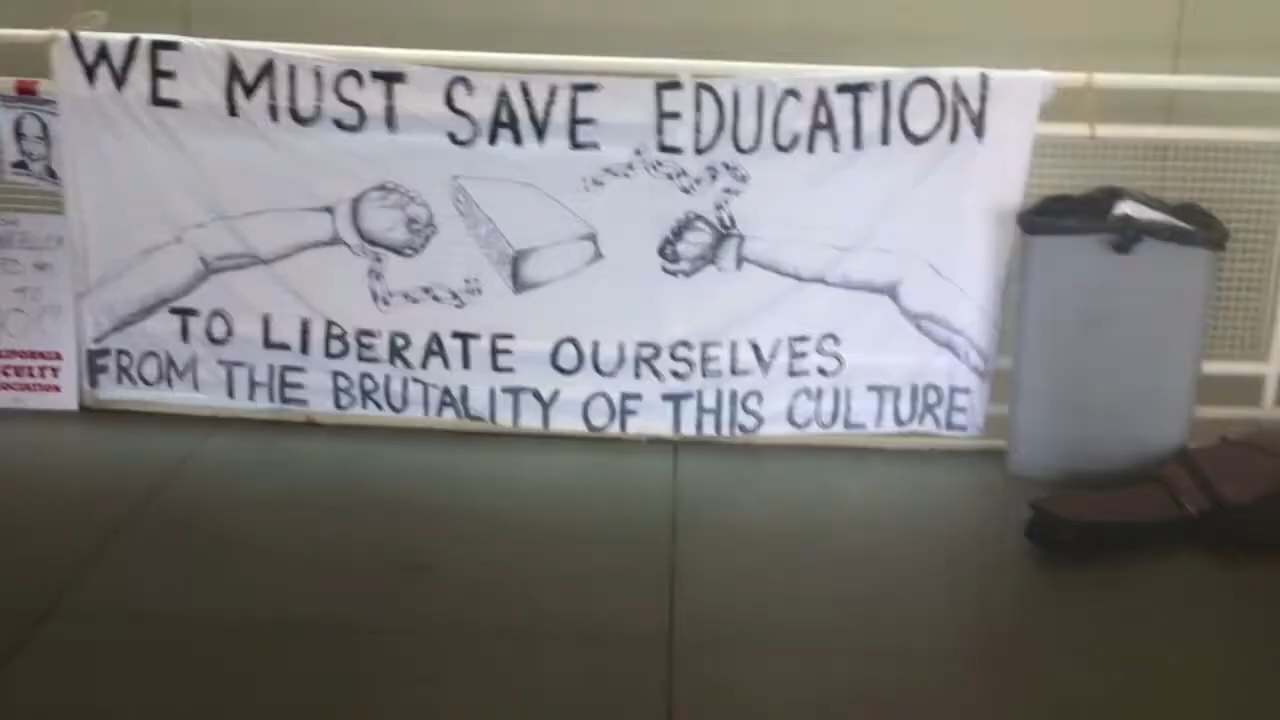 WE MUST SAVE EDUCATION
TO LIBERATE OURSELVES
FROM THE BRUTALITY OF THIS CULTURE